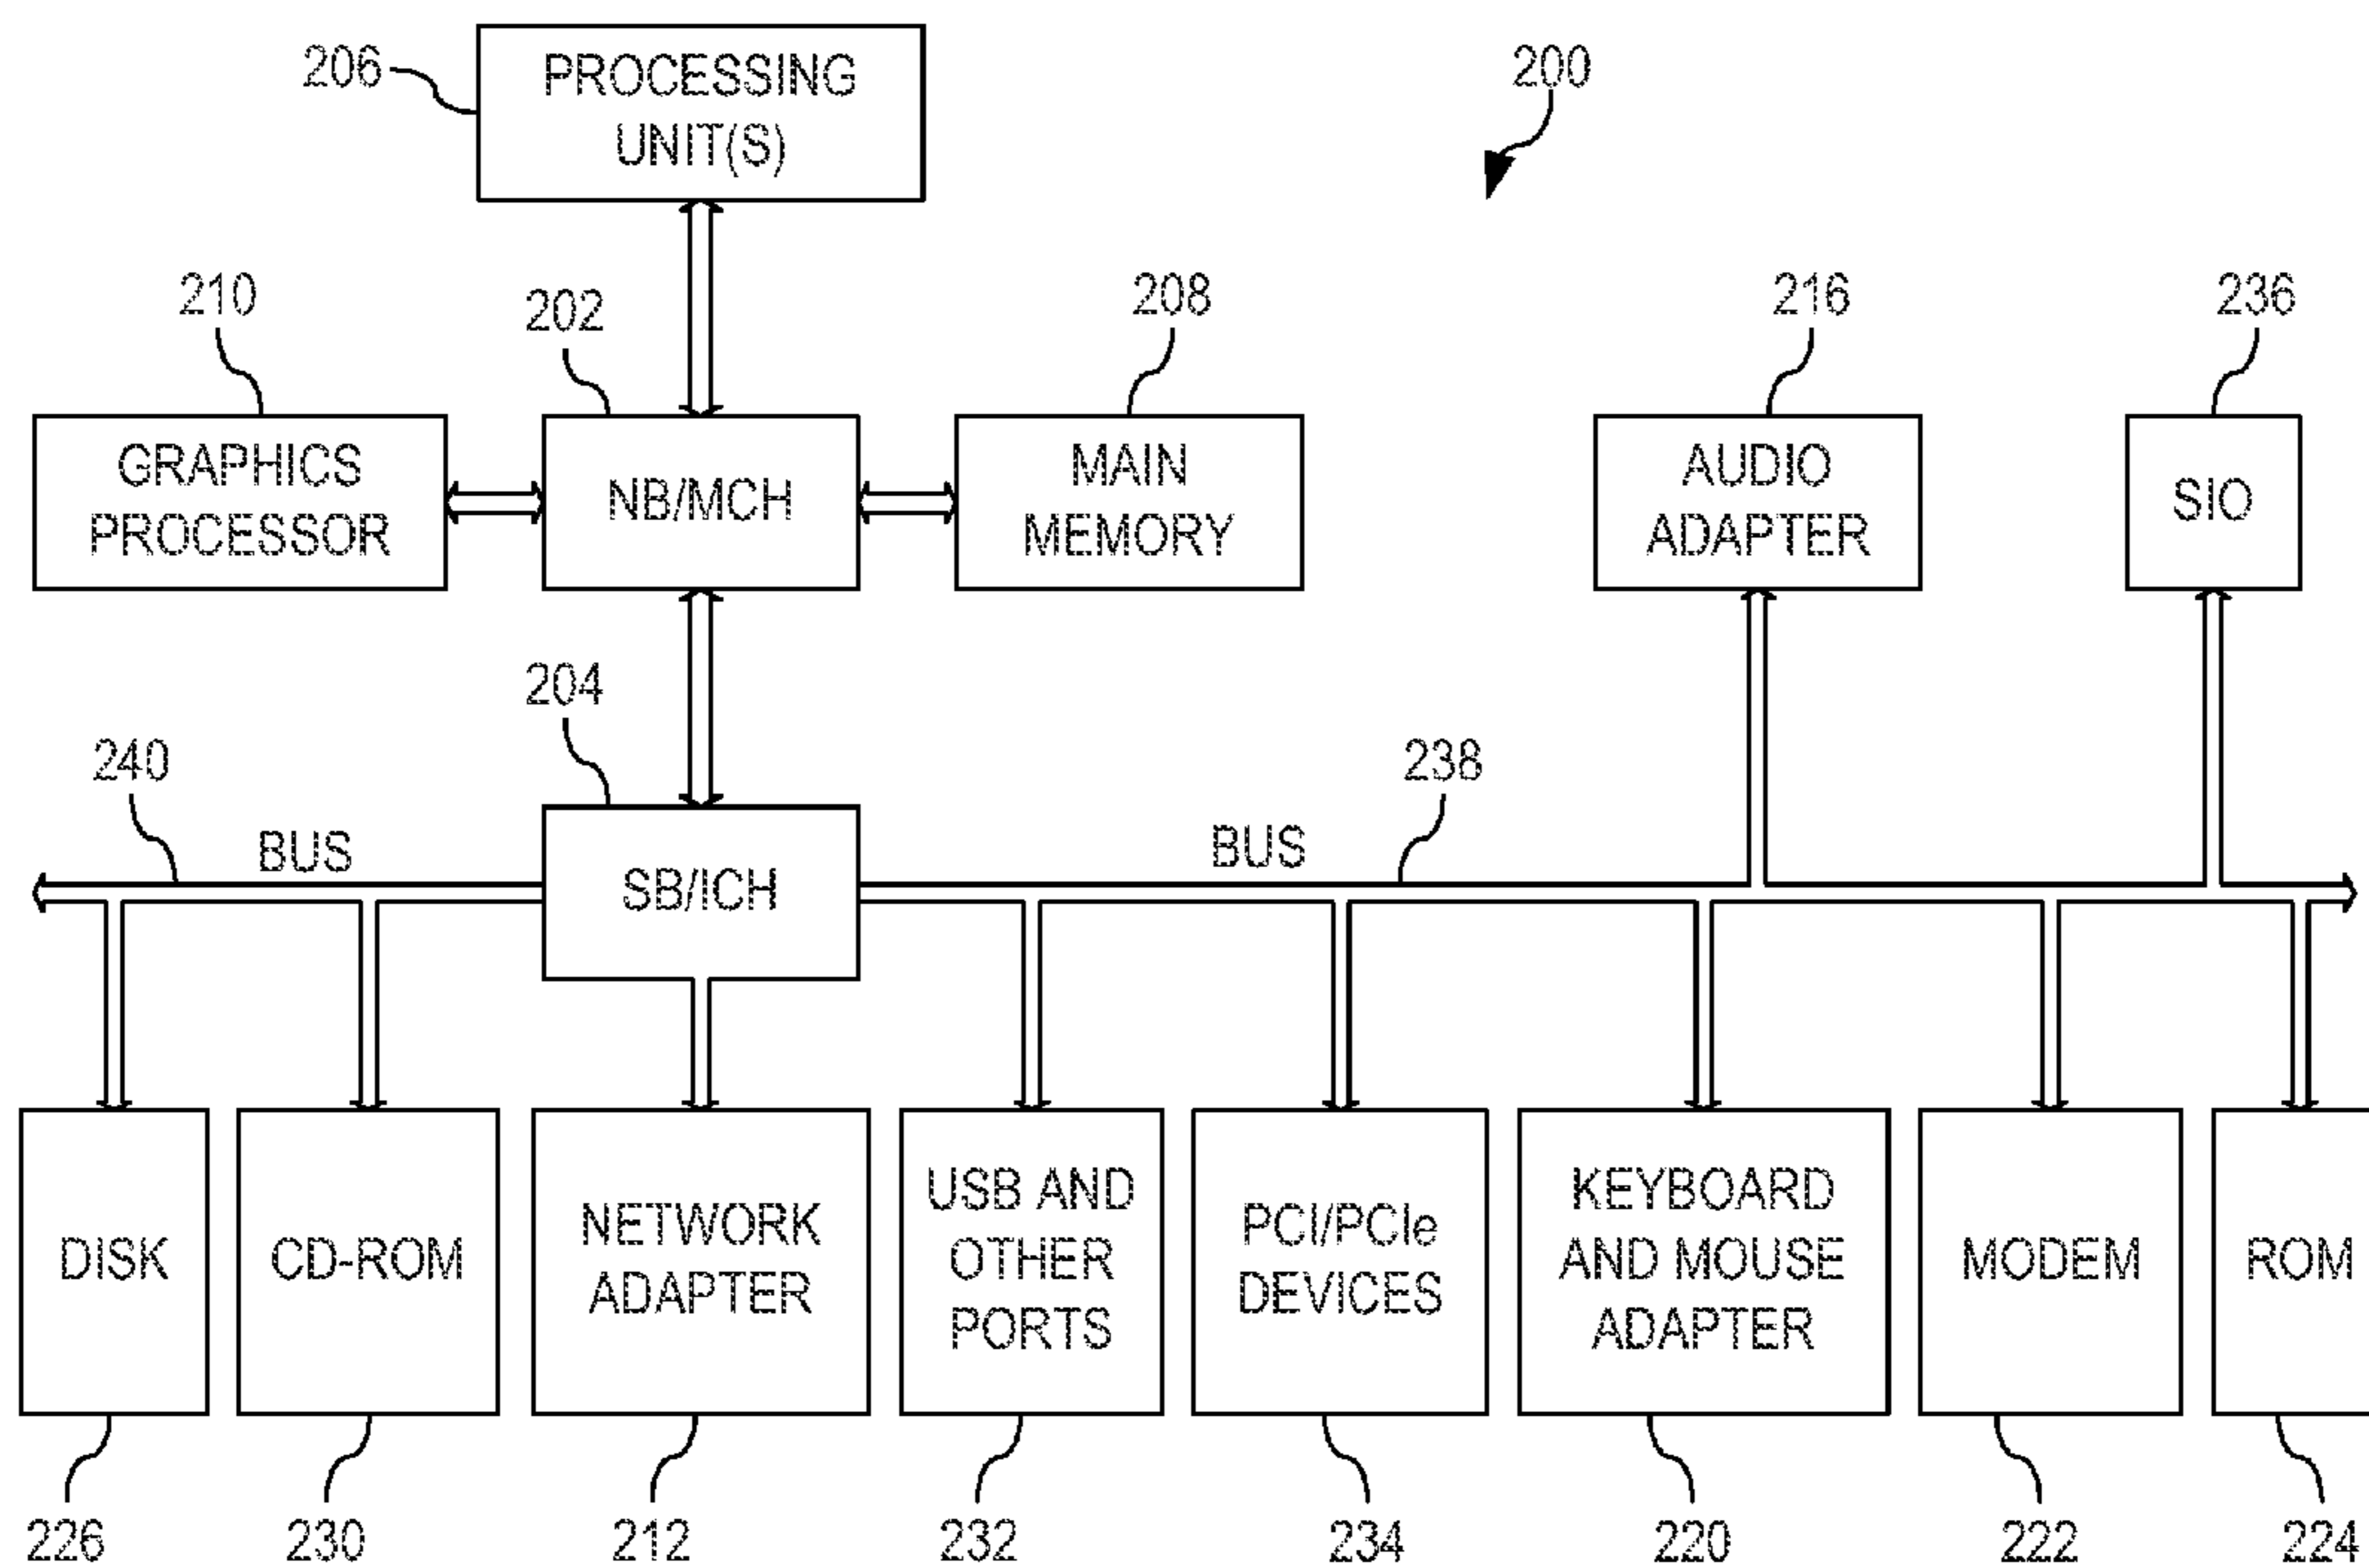 206
PROCESSING
UNIT(S)
200
210
202
208
216
236
GRAPHICS
PROCESSOR
NB/MCH
MAIN
MEMORY
AUDIO
ADAPTER
SIO
204
240
238
BUS
BUS
SB/ICH
DISK
CD-ROM
NETWORK
ADAPTER
USB AND
OTHER
PORTS
PCI/PCIe
DEVICES
KEYBOARD
AND MOUSE
ADAPTER
MODEM
ROM
226
230
212
232
234
220
222
224